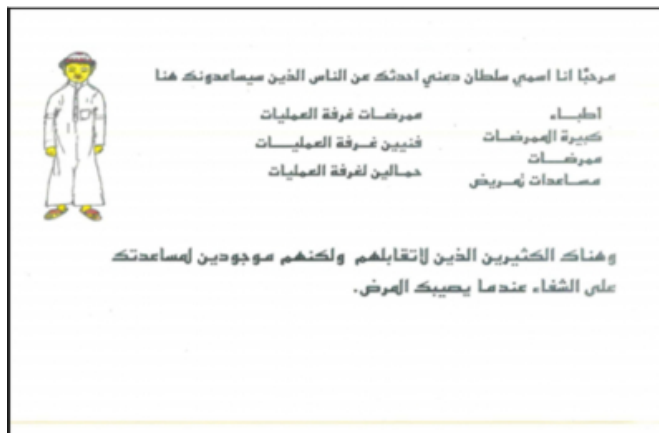 مرحبًا انا اسمي سلطان دعني احدثك عن الناس الذين سيساعدونك هنا
اطباء
كبيرة الممرضات
ممرضات
مساعدات تمريض
ممرضات غرفة العمليات
فنيين غرفة العمليات
حمالين لغرفة العمليات
وهناك الكثيرين الذين لاتقابلهم ولكنهم موجودين لمساعدتك
على الشفاء عندما يصيبك المرض.